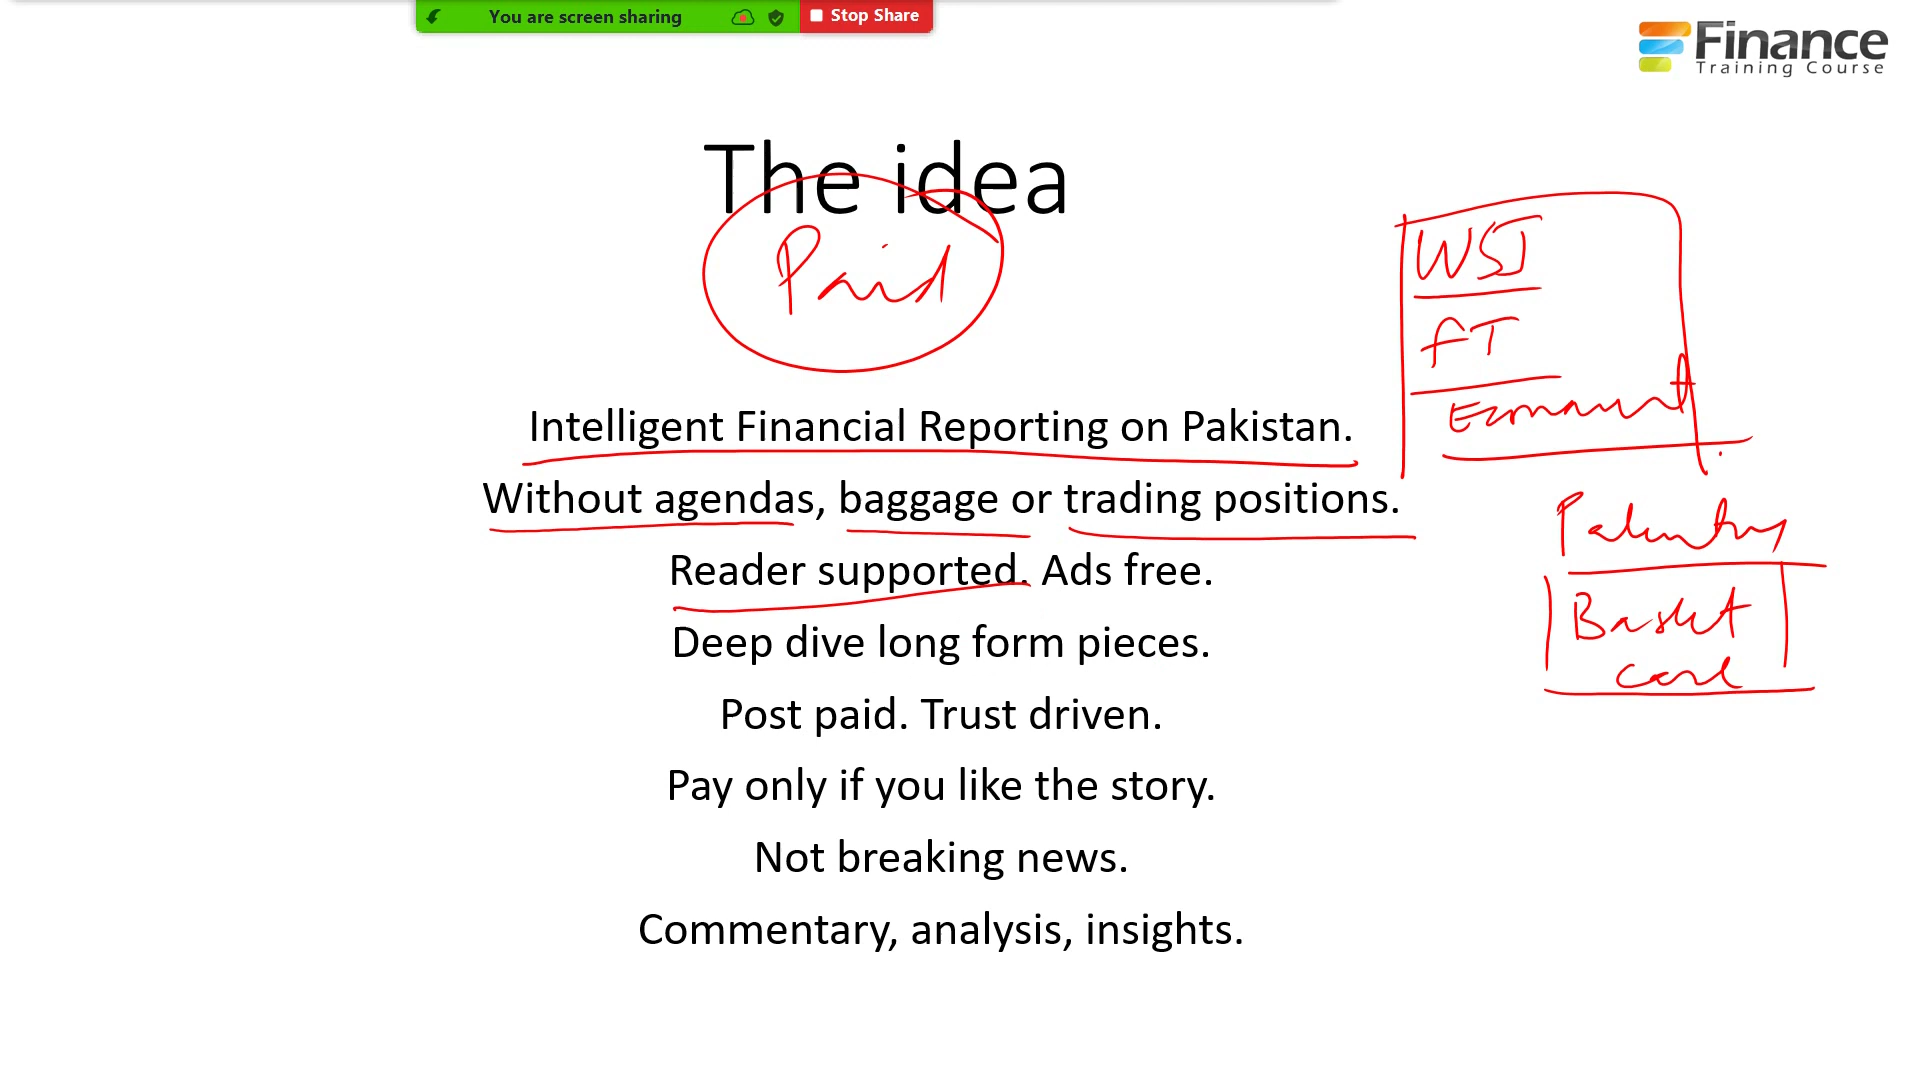 You are screen sharing
Stop Share
Finance
Training Course
The idea
Paid
WSJ
FT
Economist
Intelligent Financial Reporting on Pakistan.
Without agendas, baggage or trading positions.
Reader supported. Ads free.
Basket
case
Deep dive long form pieces.
Post paid. Trust driven.
Pay only if you like the story.
Not breaking news.
Commentary, analysis, insights.